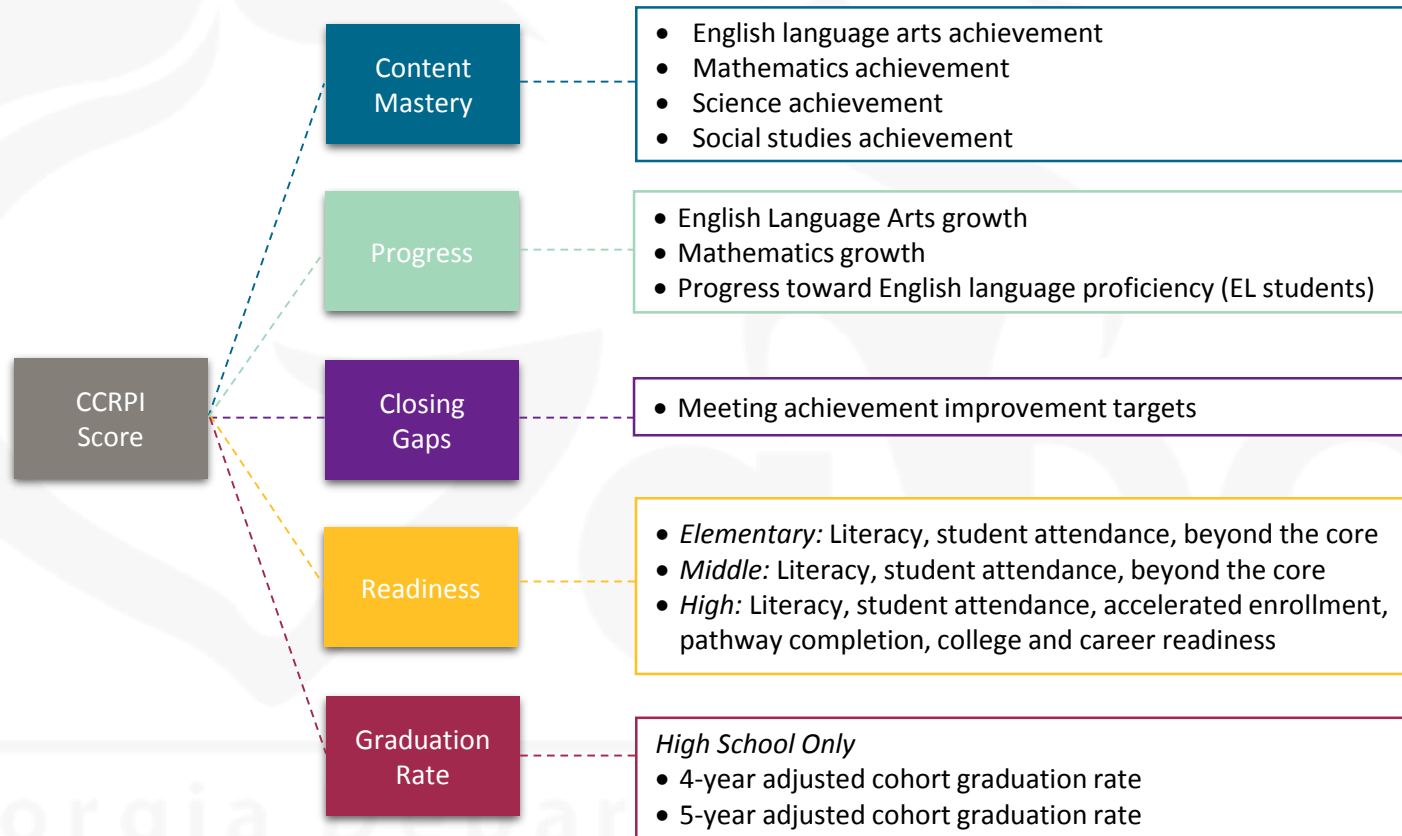 Content
Mastery
• English language arts achievement
• Mathematics achievement
• Science achievement
• Social studies achievement
Progress
• English Language Arts growth
• Mathematics growth
• Progress toward English language proficiency (EL students)
CCRPI
Score
Closing
Gaps
• Meeting achievement improvement targets
Readiness
• Elementary: Literacy, student attendance, beyond the core
• Middle: Literacy, student attendance, beyond the core
• High: Literacy, student attendance, accelerated enrollment,
pathway completion, college and career readiness
Graduation
Rate
High School Only
• 4-year adjusted cohort graduation rate
• 5-year adjusted cohort graduation rate